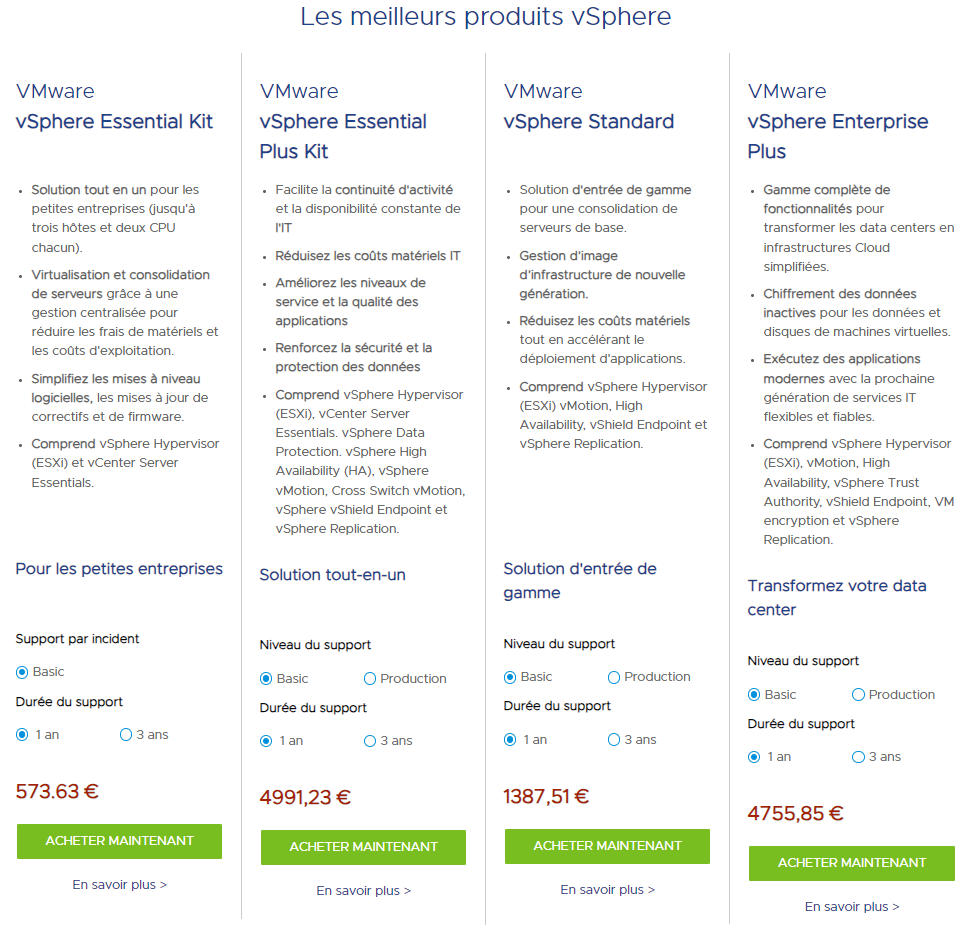 Les meilleurs produits vSphere
VMware
vSphere Essential Kit
• Solution tout en un pour les
petites entreprises (jusqu'à
trois hôtes et deux CPU
chacun).
• Virtualisation et consolidation
de serveurs grâce à une
gestion centralisée pour
réduire les frais de matériels et
les coûts d'exploitation.
• Simplifiez les mises à niveau
logicielles, les mises à jour de
correctifs et de firmware.
• Comprend vSphere Hypervisor
(ESXi) et vCenter Server
Essentials.
Pour les petites entreprises
Support par incident
Basic
Durée du support
1 an 3 ans
573.63 €
ACHETER MAINTENANT
En savoir plus >
VMware
vSphere Essential
Plus Kit
• Facilite la continuité d'activité
et la disponibilité constante de
l'IT
• Réduisez les coûts matériels IT
• Améliorez les niveaux de
service et la qualité des
applications
• Renforcez la sécurité et la
protection des données
• Comprend vSphere Hypervisor
(ESXi), vCenter Server
Essentials. vSphere Data
Protection. vSphere High
Availability (HA), vSphere
vMotion, Cross Switch vMotion,
vSphere vShield Endpoint et
vSphere Replication.
Solution tout-en-un
Niveau du support
Basic Production
Durée du support
1 an 3 ans
4991,23 €
ACHETER MAINTENANT
En savoir plus >
VMware
vSphere Standard
• Solution d'entrée de gamme
pour une consolidation de
serveurs de base.
• Gestion d'image
d'infrastructure de nouvelle
génération.
• Réduisez les coûts matériels
tout en accélérant le
déploiement d'applications.
• Comprend vSphere Hypervisor
(ESXi) vMotion, High
Availability, vShield Endpoint et
vSphere Replication.
Solution d'entrée de
gamme
Niveau du support
Basic Production
Durée du support
1 an 3 ans
1387,51 €
ACHETER MAINTENANT
En savoir plus >
VMware
vSphere Enterprise
Plus
• Gamme complète de
fonctionnalités pour
transformer les data centers en
infrastructures Cloud
simplifiées.
• Chiffrement des données
inactives pour les données et
disques de machines virtuelles.
• Exécutez des applications
modernes avec la prochaine
génération de services IT
flexibles et fiables.
• Comprend vSphere Hypervisor
(ESXi), vMotion, High
Availability, vSphere Trust
Authority, vShield Endpoint, VM
encryption et vSphere
Replication.
Transformez votre data
center
Niveau du support
Basic Production
Durée du support
1 an 3 ans
4755,85 €
ACHETER MAINTENANT
En savoir plus >